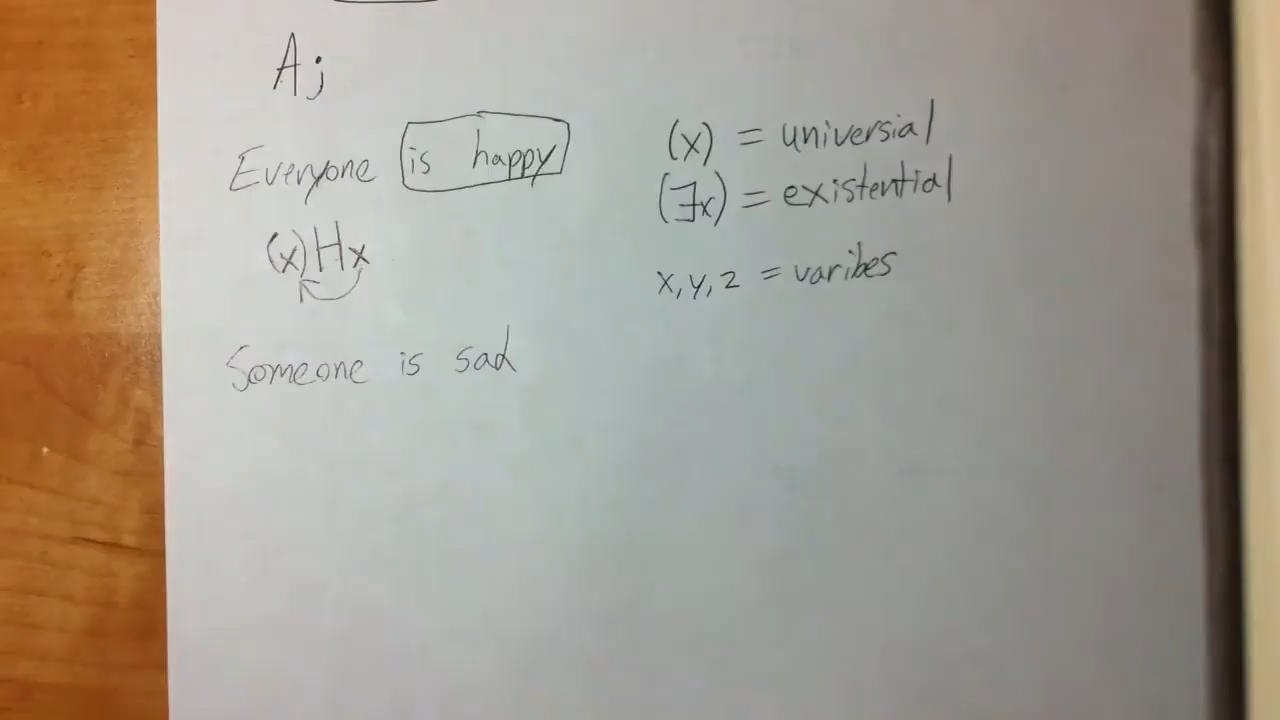 Aj
Everyone is happy
(x)Hx
Someone is sad
(x) = universial
(∃x) = existential
x, y, z = varibes